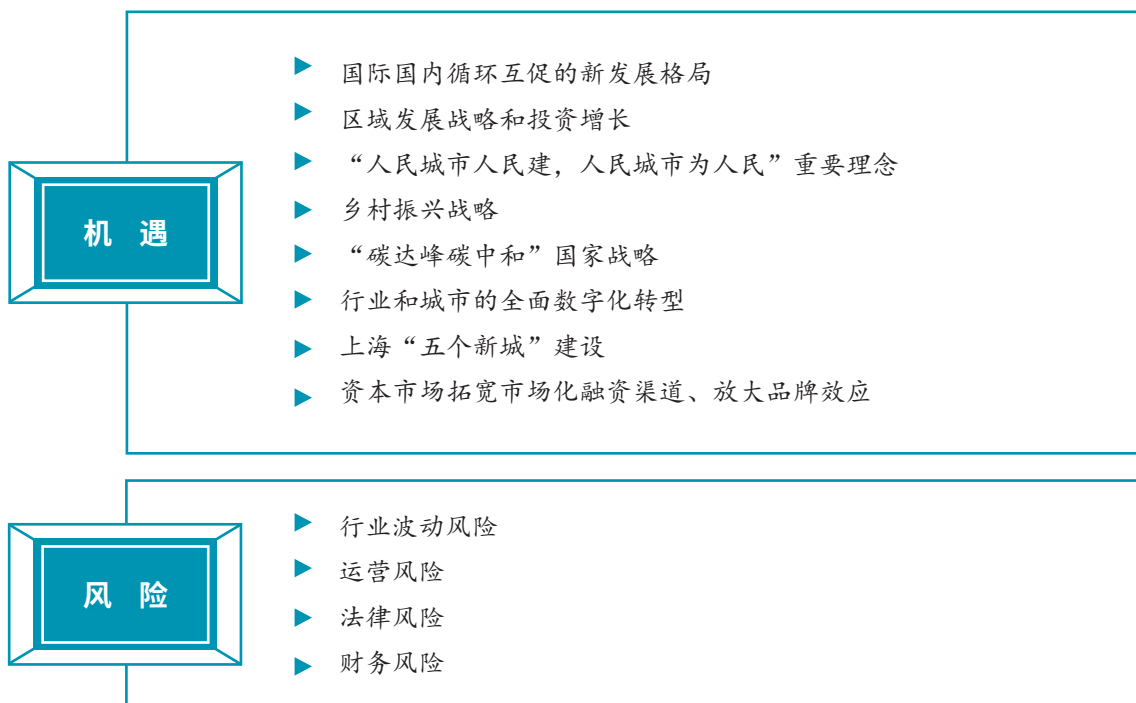 机 遇
国际国内循环互促的新发展格局
区域发展战略和投资增长
“人民城市人民建，人民城市为人民”重要理念
乡村振兴战略
“碳达峰碳中和”国家战略
行业和城市的全面数字化转型
上海“五个新城”建设
资本市场拓宽市场化融资渠道、放大品牌效应
风 险
行业波动风险
运营风险
法律风险
财务风险